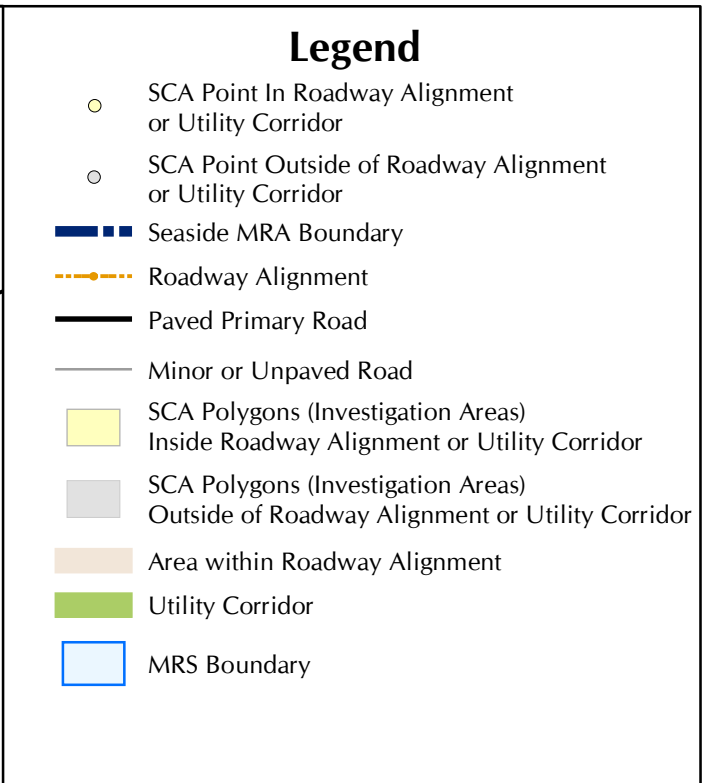 Legend
SCA Point In Roadway Alignment
or Utility Corridor
SCA Point Outside of Roadway Alignment
or Utility Corridor
Seaside MRA Boundary
Roadway Alignment
Paved Primary Road
Minor or Unpaved Road
SCA Polygons (Investigation Areas)
Inside Roadway Alignment or Utility Corridor
SCA Polygons (Investigation Areas)
Outside of Roadway Alignment or Utility Corridor
Area within Roadway Alignment
Utility Corridor
MRS Boundary